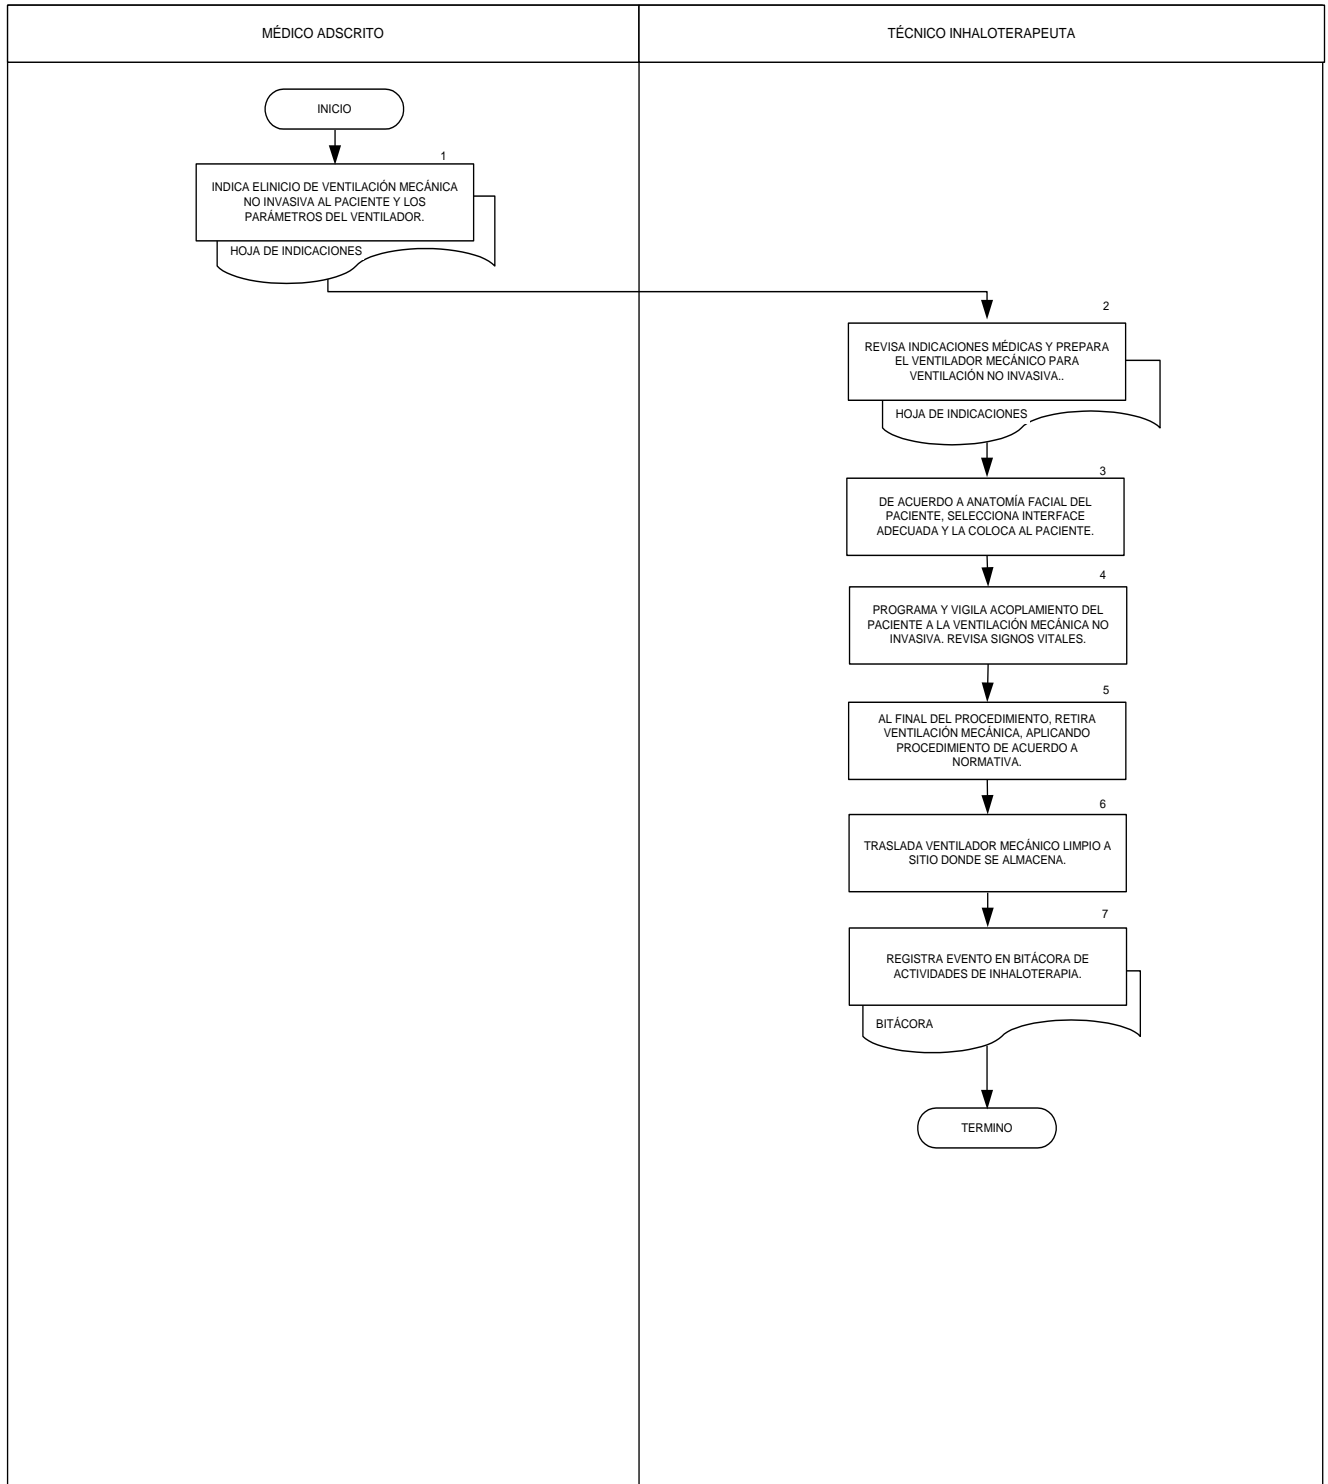 MÉDICO ADSCRITO
TÉCNICO INHALOTERAPEUTA
INICIO
1
INDICA ELINICIO DE VENTILACIÓN MECÁNICA
NO INVASIVA AL PACIENTE Y LOS
PARÁMETROS DEL VENTILADOR.
HOJA DE INDICACIONES
2
REVISA INDICACIONES MÉDICAS Y PREPARA
EL VENTILADOR MECÁNICO PARA
VENTILACIÓN NO INVASIVA..
HOJA DE INDICACIONES
3
DE ACUERDO A ANATOMÍA FACIAL DEL
PACIENTE, SELECCIONA INTERFACE
ADECUADA Y LA COLOCA AL PACIENTE.
4
PROGRAMA Y VIGILA ACOPLAMIENTO DEL
PACIENTE A LA VENTILACIÓN MECÁNICA NO
INVASIVA. REVISA SIGNOS VITALES.
5
AL FINAL DEL PROCEDIMIENTO, RETIRA
VENTILACIÓN MECÁNICA, APLICANDO
PROCEDIMIENTO DE ACUERDO A
NORMATIVA.
6
TRASLADA VENTILADOR MECÁNICO LIMPIO A
SITIO DONDE SE ALMACENA.
7
REGISTRA EVENTO EN BITÁCORA DE
ACTIVIDADES DE INHALOTERAPIA.
BITÁCORA
TERMINO